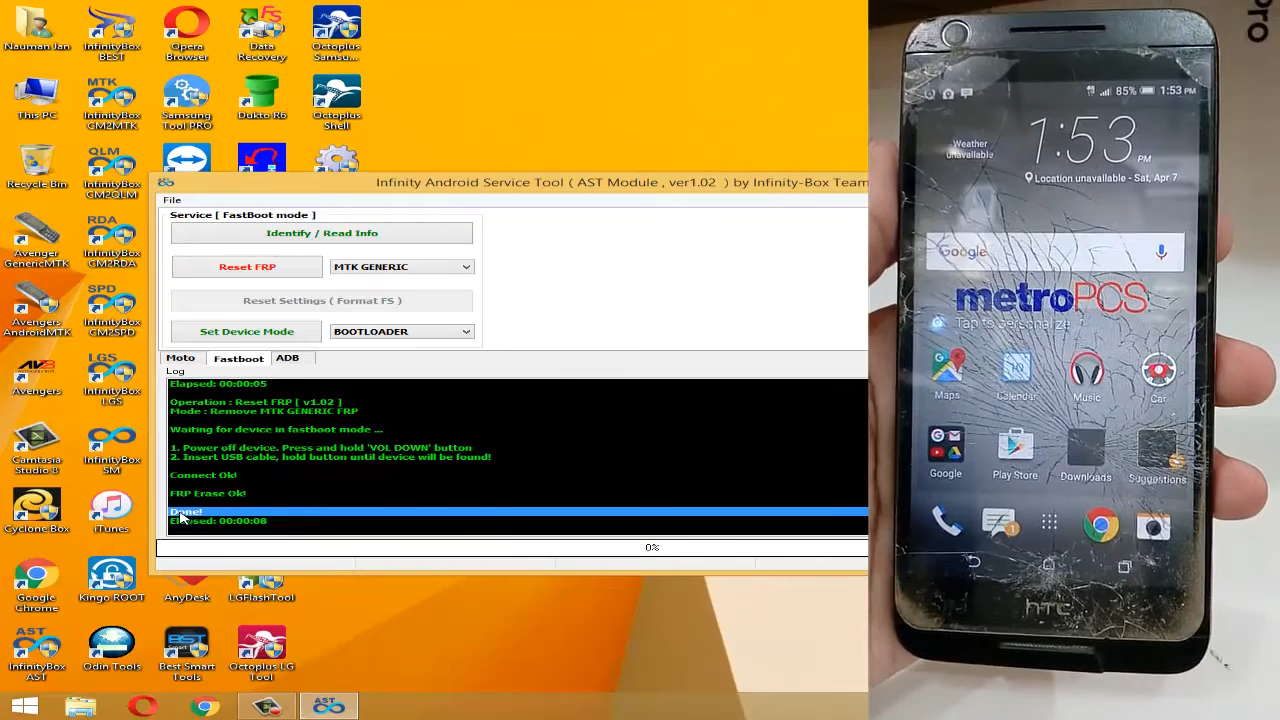 Nauman Jan
InfinityBox BEST
Opera Browser
Data Recovery
Octoplus Samsu...
This PC
MTK
InfinityBox CM2MTK
Samsung Tool PRO
Dukto R6
Octoplus Shell
Recycle Bin
QLM
InfinityBox CM2QLM
Avenger GenericMTK
RDA
InfinityBox CM2RDA
Avengers AndroidMTK
SPD
InfinityBox CM2SPD
Avengers
LGS
InfinityBox LGS
Camtasia Studio 8
InfinityBox SM
Cyclone Box
iTunes
Google Chrome
Kingo ROOT
AnyDesk
LGFlashTool
AST
InfinityBox AST
Odin Tools
BST
Smart
Best Smart Tools
Octoplus LG Tool
Infinity Android Service Tool ( AST Module , ver1.02 ) by Infinity-Box Team
File
Service [ FastBoot mode ]
Identify / Read Info
Reset FRP
MTK GENERIC
Reset Settings ( Format FS )
Set Device Mode
BOOTLOADER
Moto
Fastboot
ADB
Log
Elapsed: 00:00:05
Operation : Reset FRP [ v1.02 ]
Mode : Remove MTK GENERIC FRP
Waiting for device in fastboot mode ...
1. Power off device. Press and hold 'VOL DOWN' button
2. Insert USB cable, hold button until device will be found!
Connect Ok!
FRP Erase Ok!
Done!
0%
AST
pro
85% 1:53 PM
1:53 PM
Weather unavailable
Location unavailable - Sat, Apr 7
Google
metroPCS
Tap to personalize
Maps
Calendar
Music
Car
Google
Play Store
Downloads
Suggestions
1
hTC